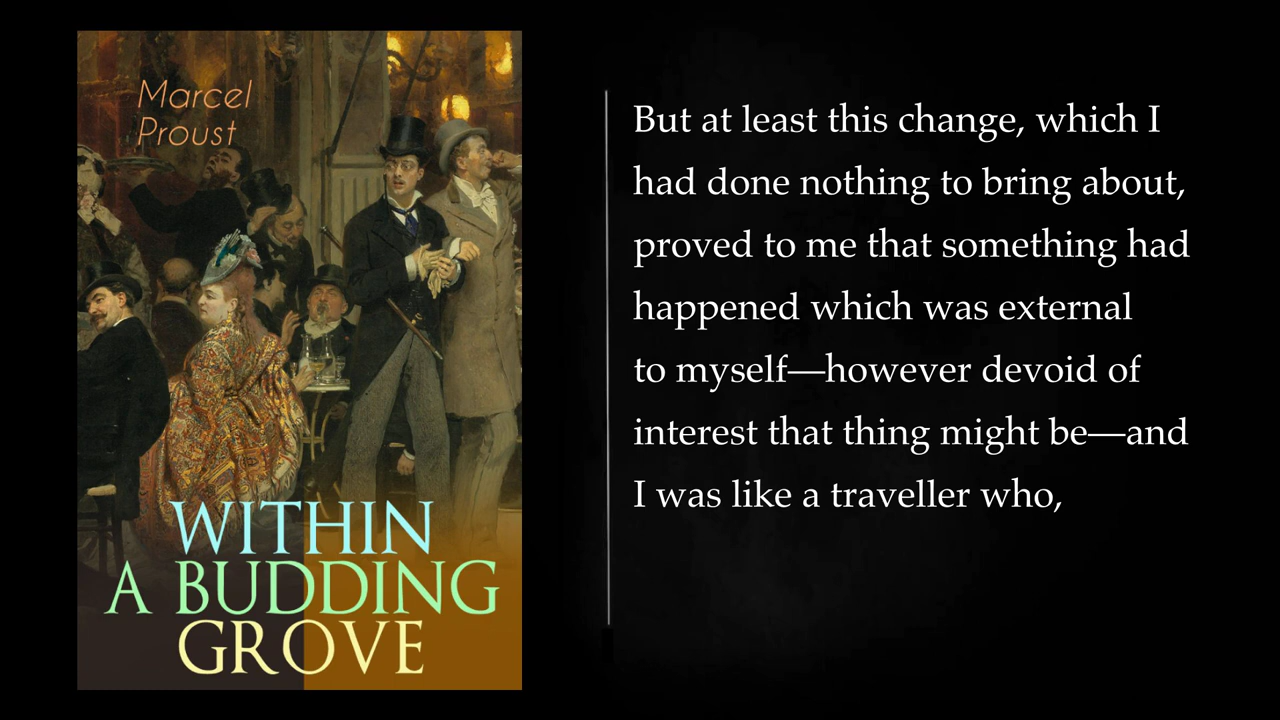 Marcel
Proust
WITHIN
A BUDDING
GROVE
But at least this change, which I
had done nothing to bring about,
proved to me that something had
happened which was external
to myself—however devoid of
interest that thing might be—and
I was like a traveller who,